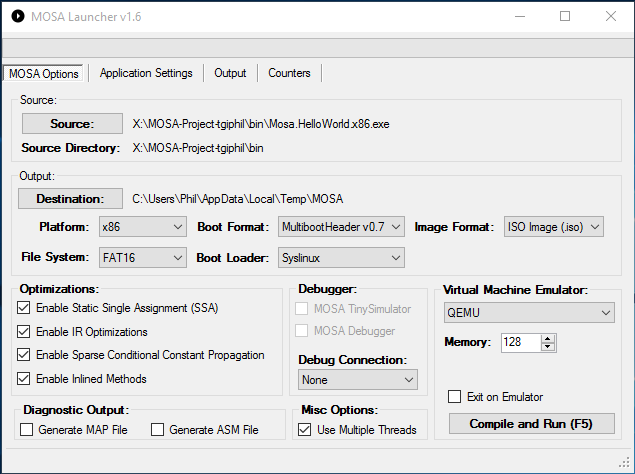 MOSA Launcher v1.6
MOSA Options Application Settings Output Counters
Source:
Source: X:\MOSA-Project-tgiphil\bin\Mosa.HelloWorld.x86.exe
Source Directory: X:\MOSA-Project-tgiphil\bin
Output:
Destination: C:\Users\Phil\AppData\Local\Temp\MOSA
Platform: x86 Boot Format: MultibootHeader v0.7 Image Format: ISO Image (.iso)
File System: FAT16 Boot Loader: Syslinux
Optimizations:
Enable Static Single Assignment (SSA)
Enable IR Optimizations
Enable Sparse Conditional Constant Propagation
Enable Inlined Methods
Debugger:
MOSA TinySimulator
MOSA Debugger
Debug Connection:
None
Virtual Machine Emulator:
QEMU
Memory: 128
Exit on Emulator
Compile and Run (F5)
Diagnostic Output:
Generate MAP File Generate ASM File
Misc Options:
Use Multiple Threads